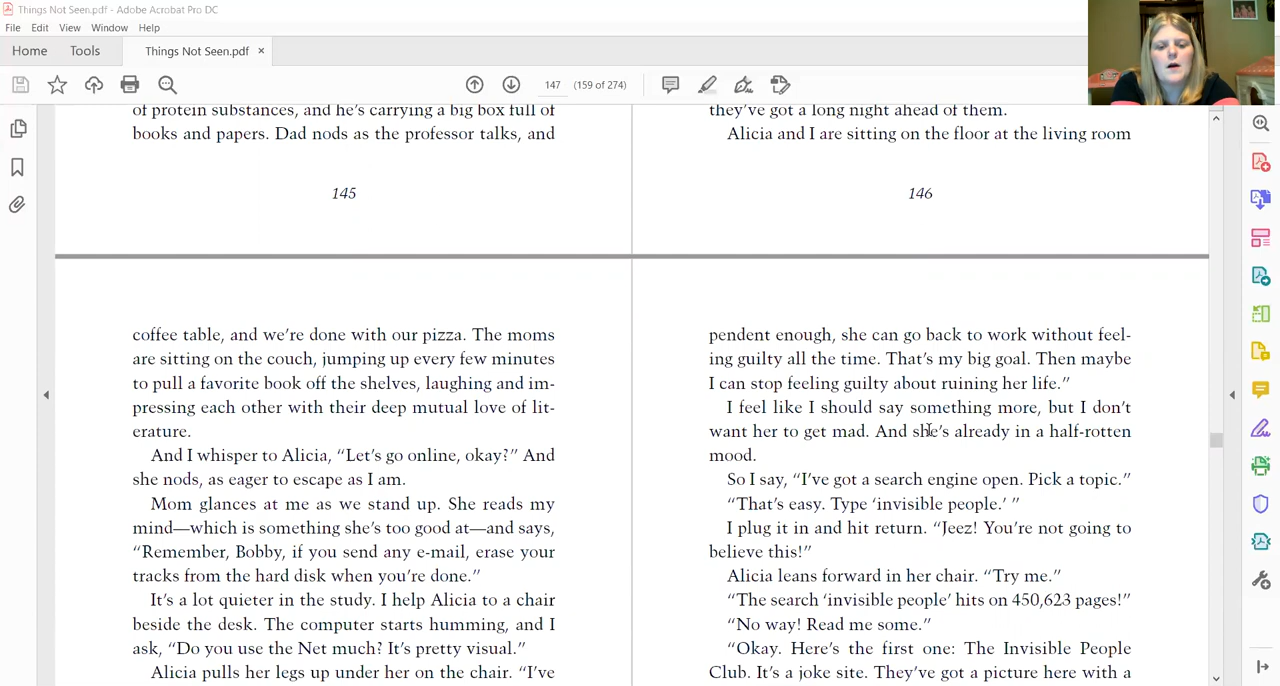 Things Not Seen.pdf - Adobe Acrobat Pro DC
File Edit View Window Help
Home Tools Things Not Seen.pdf ×
147 (159 of 274)
of protein substances, and he's carrying a big box full of
books and papers. Dad nods as the professor talks, and
145
they've got a long night ahead of them.
Alicia and I are sitting on the floor at the living room
146
coffee table, and we're done with our pizza. The moms
are sitting on the couch, jumping up every few minutes
to pull a favorite book off the shelves, laughing and im-
pressing each other with their deep mutual love of lit-
erature.
And I whisper to Alicia, “Let's go online, okay?” And
she nods, as eager to escape as I am.
Mom glances at me as we stand up. She reads my
mind—which is something she's too good at—and says,
“Remember, Bobby, if you send any e-mail, erase your
tracks from the hard disk when you're done.”
It's a lot quieter in the study. I help Alicia to a chair
beside the desk. The computer starts humming, and I
ask, “Do you use the Net much? It's pretty visual.”
Alicia pulls her legs up under her on the chair. “I've
pendent enough, she can go back to work without feel-
ing guilty all the time. That's my big goal. Then maybe
I can stop feeling guilty about ruining her life.”
I feel like I should say something more, but I don't
want her to get mad. And she's already in a half-rotten
mood.
So I say, “I've got a search engine open. Pick a topic.”
“That's easy. Type ‘invisible people.’ ”
I plug it in and hit return. “Jeez! You're not going to
believe this!”
Alicia leans forward in her chair. “Try me.”
“The search ‘invisible people’ hits on 450,623 pages!”
“No way! Read me some.”
“Okay. Here's the first one: The Invisible People
Club. It's a joke site. They've got a picture here with a